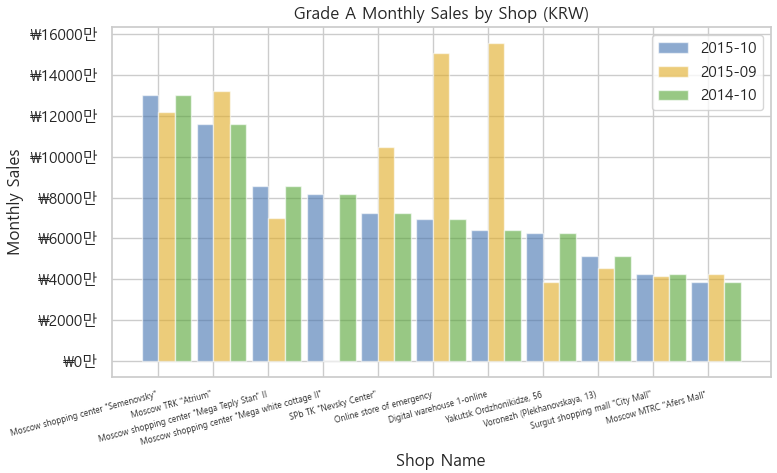 Grade A Monthly Sales by Shop (KRW)
₩16000만
₩14000만
₩12000만
₩10000만
₩8000만
₩6000만
₩4000만
₩2000만
₩0만
Monthly Sales
2015-10
2015-09
2014-10
Moscow shopping center "Semenovsky"
Moscow TRK "Atrium"
Moscow shopping center "Mega Teply Stan" II
Moscow shopping center "Mega white cottage II"
SPb TK "Nevsky Center"
Online store of emergency
Digital warehouse 1-online
Yakutsk Ordzhonikidze, 56
Voronezh (Plekhanovskaya, 13)
Surgut shopping mall "City Mall"
Moscow MTRC "Afers Mall"
Shop Name